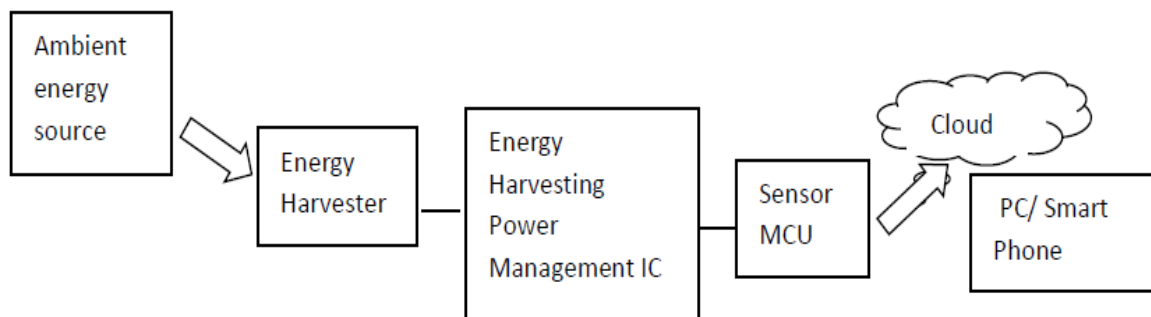 Ambient
energy
source
Energy
Harvester
Energy
Harvesting
Power
Management IC
Sensor
MCU
Cloud
PC/ Smart
Phone